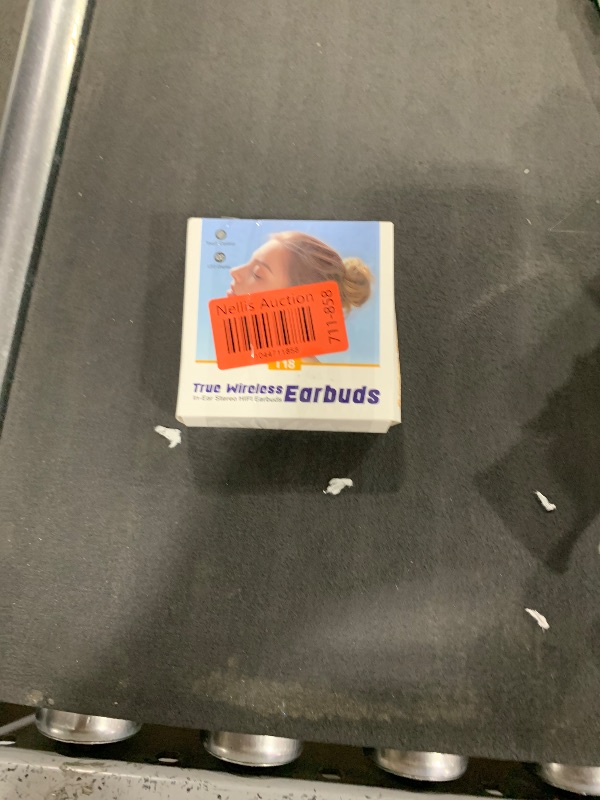 Nellis Auction
711-858
T18
True Wireless Earbuds
In-Ear Stereo HIFI Earbuds